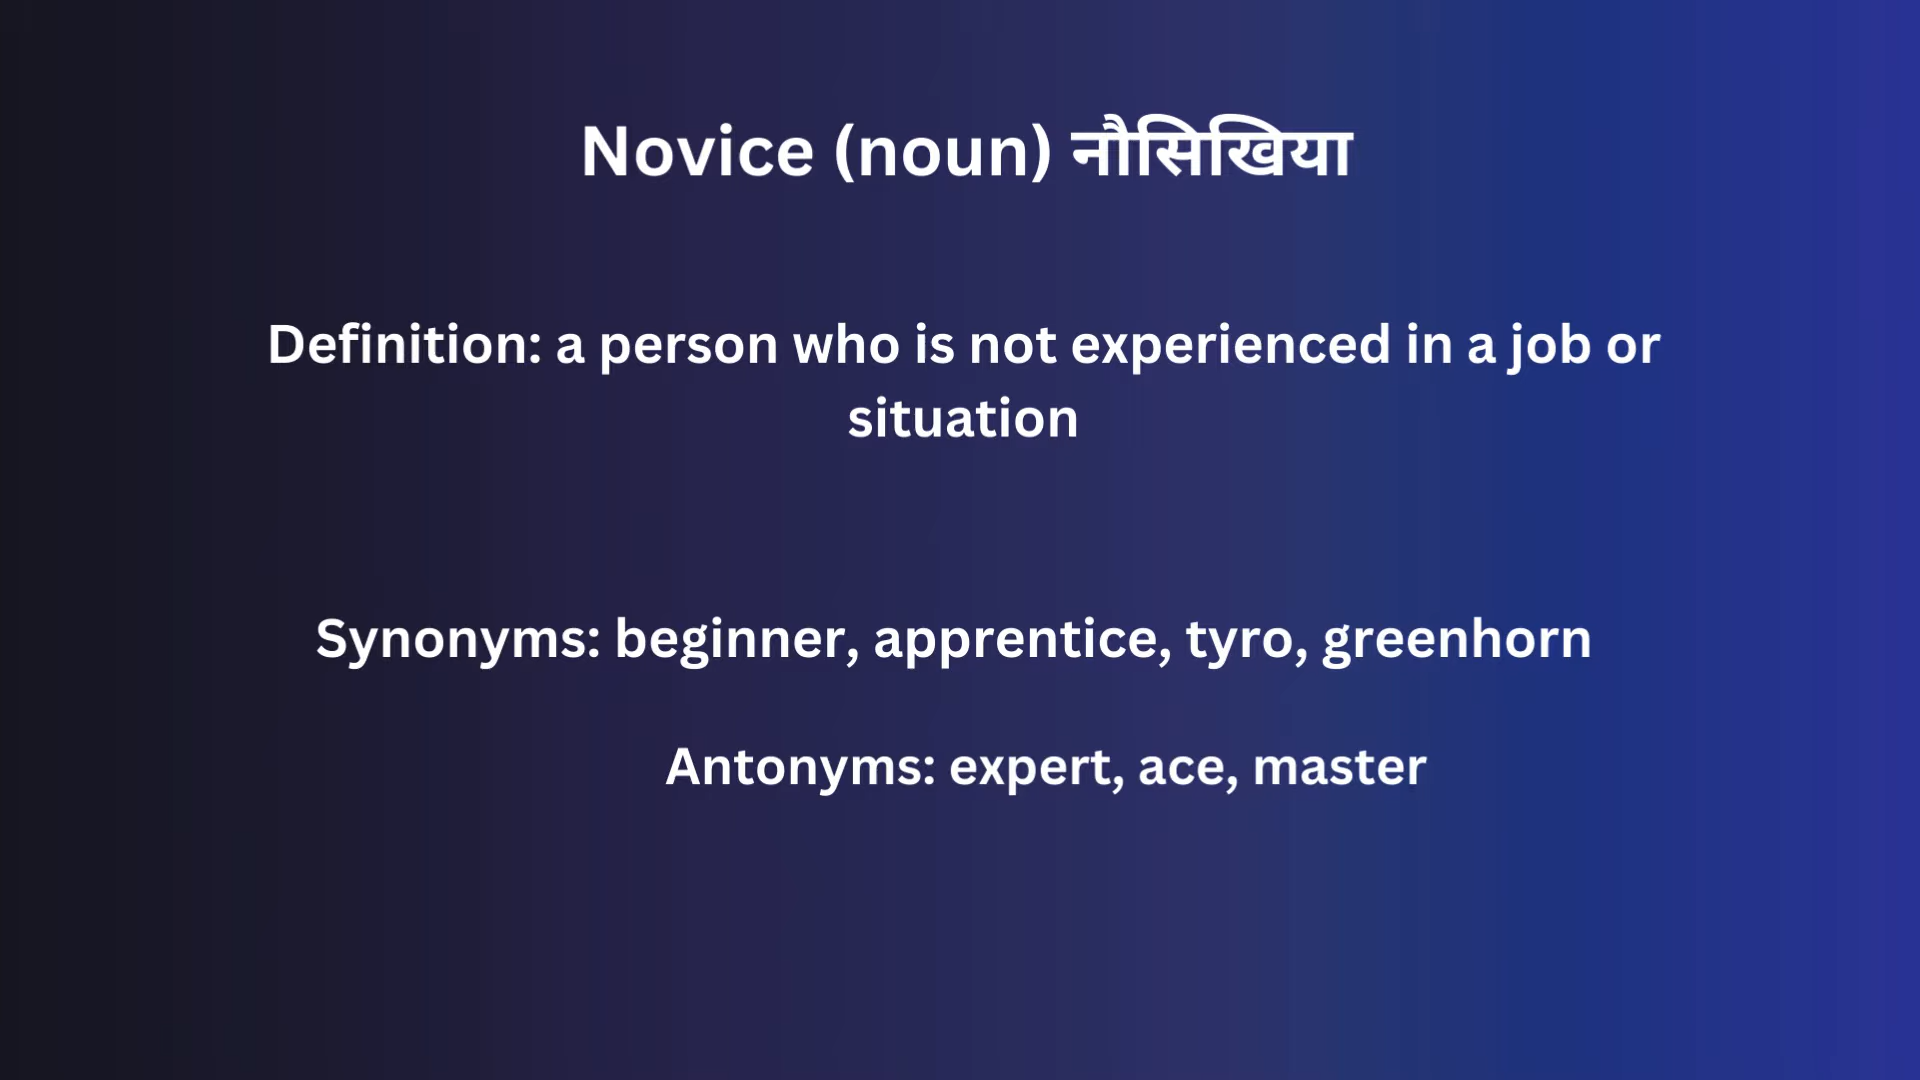 Novice (noun) नौसिखिया
Definition: a person who is not experienced in a job or
situation
Synonyms: beginner, apprentice, tyro, greenhorn
Antonyms: expert, ace, master